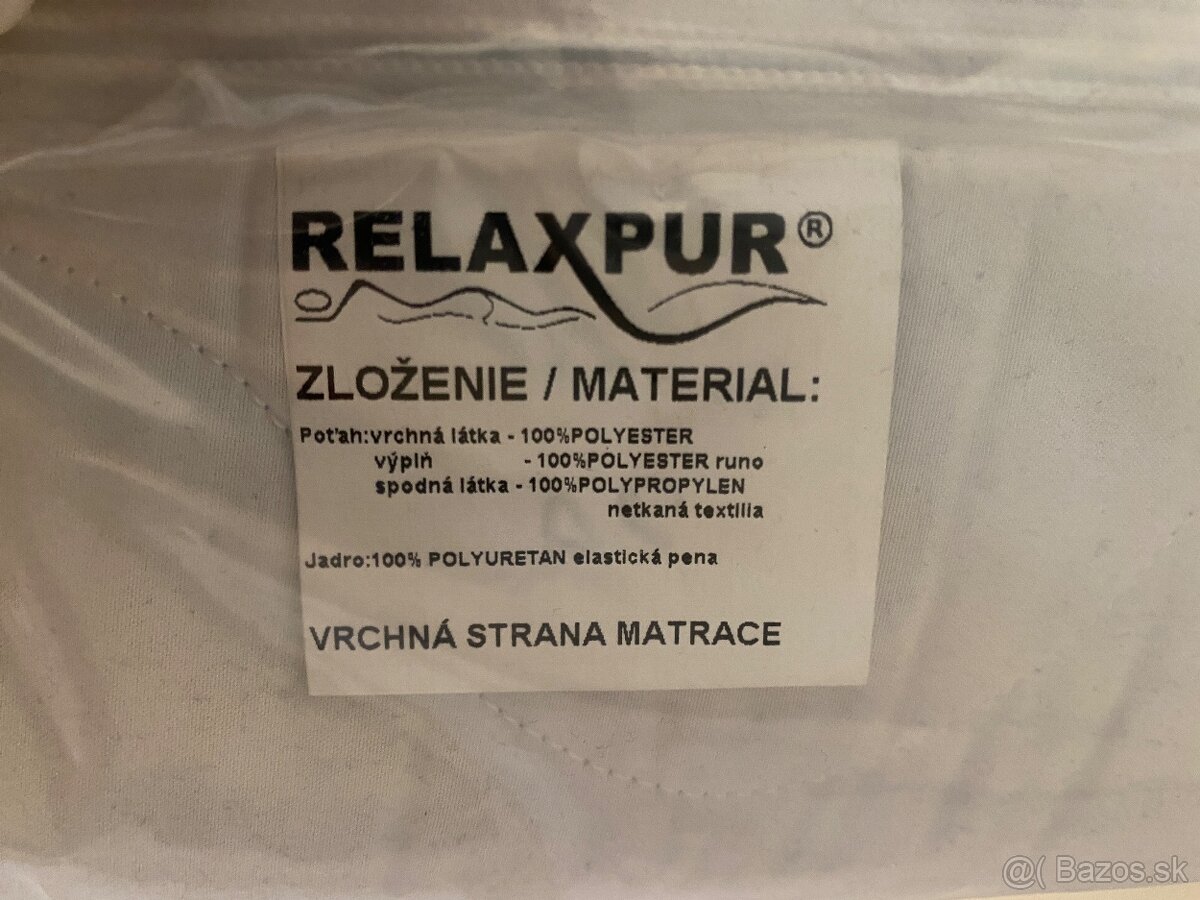 RELAXPUR®
ZLOŽENIE / MATERIAL:
Poťah:vrchná látka - 100%POLYESTER
výplň - 100%POLYESTER runo
spodná látka - 100%POLYPROPYLEN
netkaná textilia
Jadro:100% POLYURETAN elastická pena
VRCHNÁ STRANA MATRACE
@( Bazos.sk